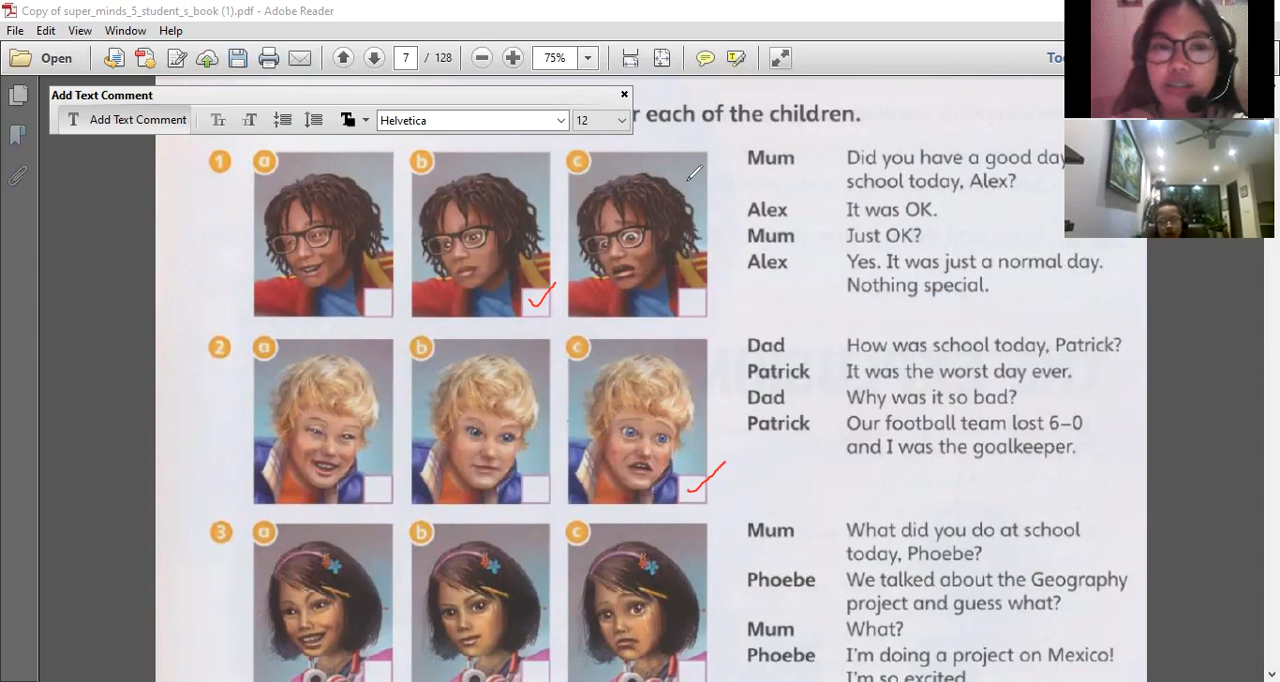 Copy of super_minds_5_student_s_book (1).pdf - Adobe Reader
File Edit View Window Help
Open 7 / 128 75%
Add Text Comment
Add Text Comment Helvetica 12
each of the children.
1 a b c
Mum Did you have a good day
school today, Alex?
Alex It was OK.
Mum Just OK?
Alex Yes. It was just a normal day.
Nothing special.
2 a b c
Dad How was school today, Patrick?
Patrick It was the worst day ever.
Dad Why was it so bad?
Patrick Our football team lost 6–0
and I was the goalkeeper.
3 a b c
Mum What did you do at school
today, Phoebe?
Phoebe We talked about the Geography
project and guess what?
Mum What?
Phoebe I'm doing a project on Mexico!
I'm so excited